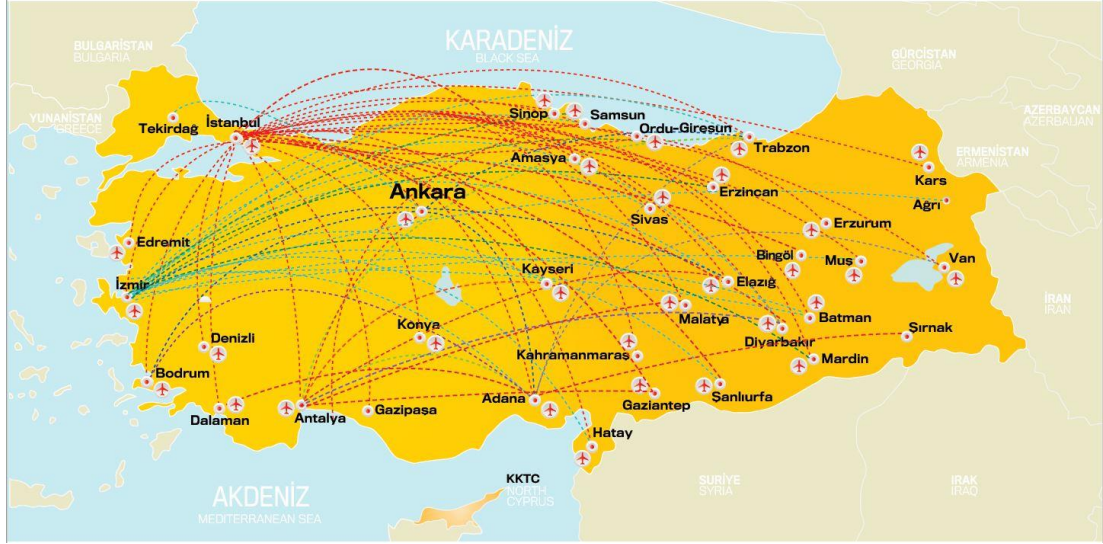 BULGARİSTAN
BULGARIA
KARADENİZ
BLACK SEA
GÜRCİSTAN
GEORGIA
YUNANİSTAN
GREECE
AZERBAYCAN
AZERBAIJAN
ERMENİSTAN
ARMENIA
Tekirdağ
İstanbul
Sinop
Samsun
Ordu-Giresun
Trabzon
Amasya
Kars
Ankara
Erzincan
Ağrı
Sivas
Erzurum
Edremit
Bingöl
Muş
Van
İzmir
Kayseri
Elazığ
İRAN
IRAN
Malatya
Batman
Şırnak
Denizli
Konya
Diyarbakır
Kahramanmaraş
Mardin
Bodrum
Dalaman
Antalya
Gazipaşa
Adana
Gaziantep
Şanlıurfa
Hatay
AKDENİZ
MEDITERRANEAN SEA
KKTC
NORTH
CYPRUS
SURİYE
SYRIA
IRAK
IRAQ